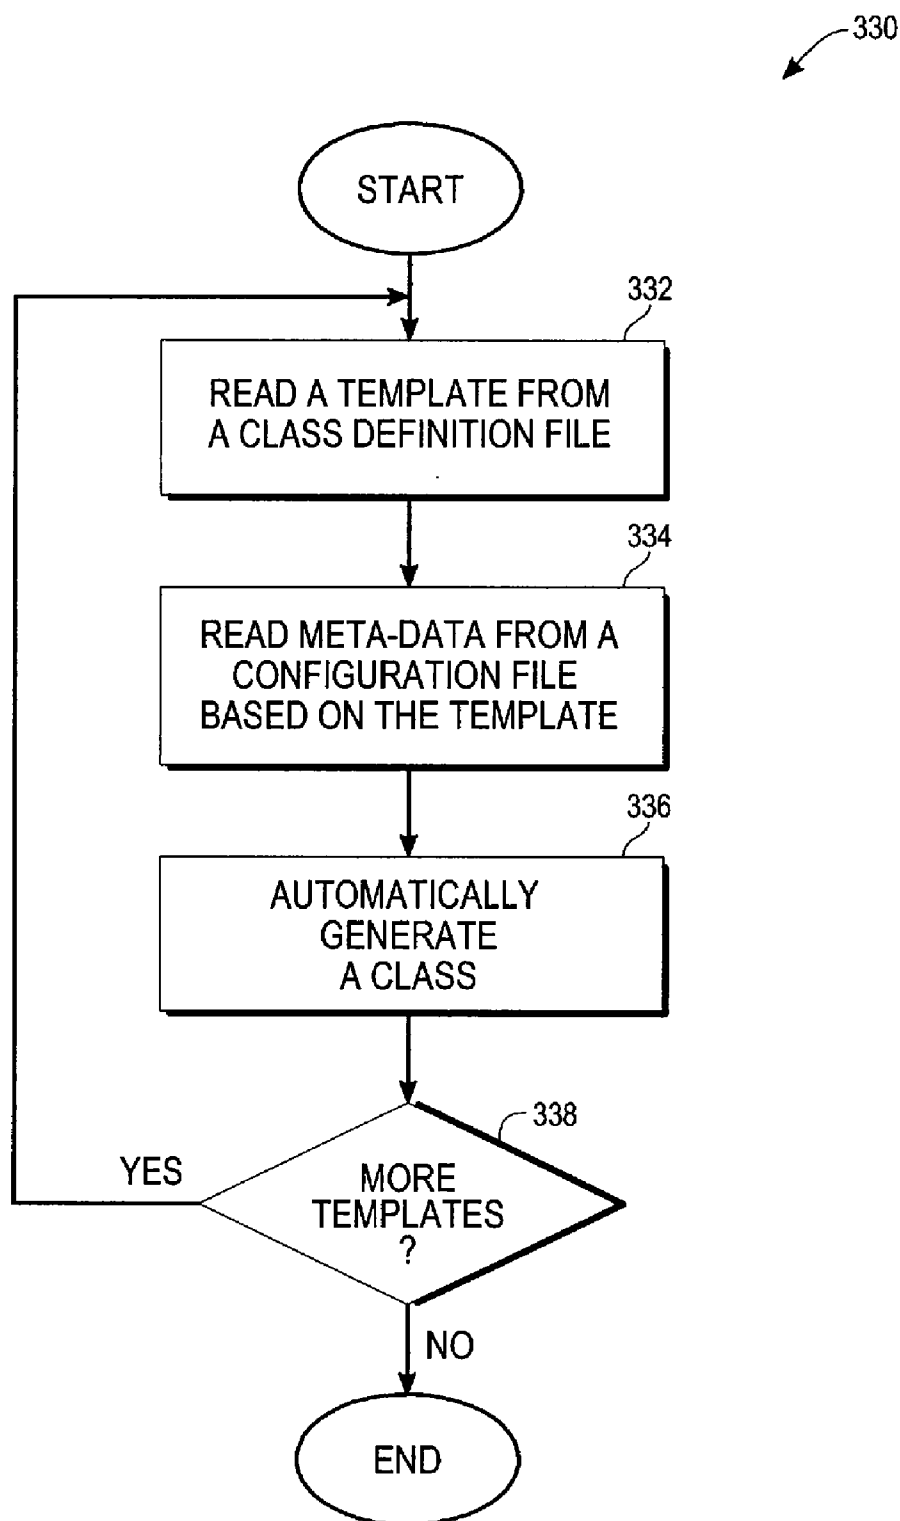 330
START
332
READ A TEMPLATE FROM
A CLASS DEFINITION FILE
334
READ META-DATA FROM A
CONFIGURATION FILE
BASED ON THE TEMPLATE
336
AUTOMATICALLY
GENERATE
A CLASS
338
YES
MORE
TEMPLATES
?
NO
END